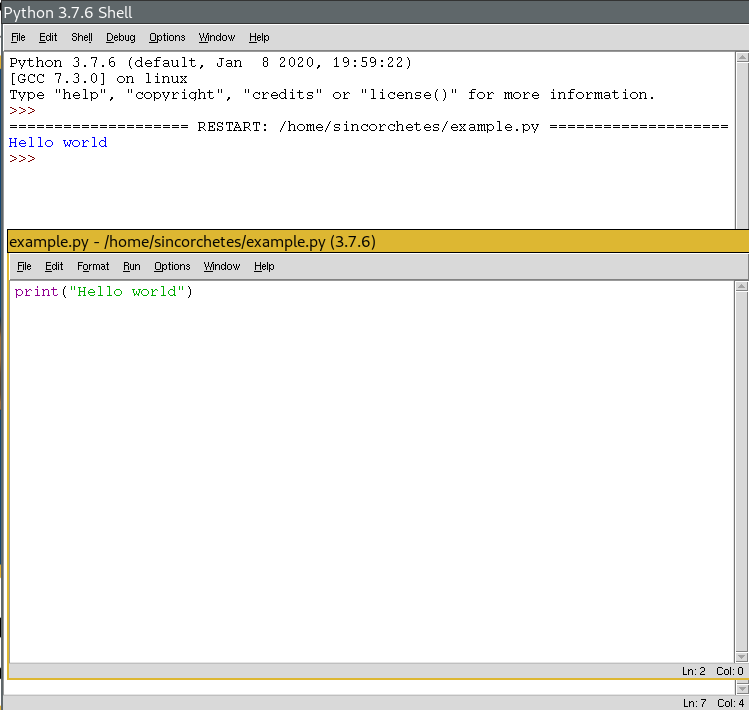 Python 3.7.6 Shell
File Edit Shell Debug Options Window Help
Python 3.7.6 (default, Jan  8 2020, 19:59:22)
[GCC 7.3.0] on linux
Type "help", "copyright", "credits" or "license()" for more information.
>>>
==================== RESTART: /home/sincorchetes/example.py ====================
Hello world
>>>
example.py - /home/sincorchetes/example.py (3.7.6)
File Edit Format Run Options Window Help
print("Hello world")
Ln: 2 Col: 0
Ln: 7 Col: 4